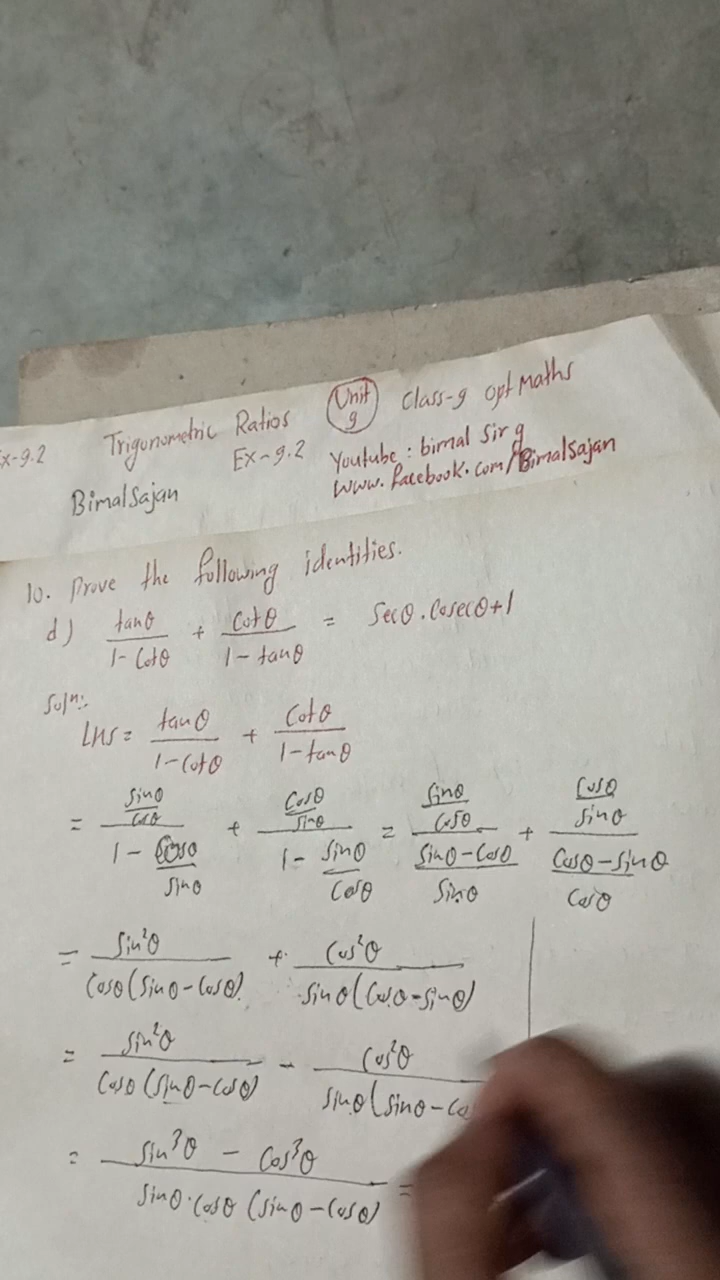 Ex-9.2 Trigonometric Ratios Unit 9 Class-9 Opt Maths
Ex-9.2 Youtube: bimal Sir g
BimalSajan www.facebook.com/BimalSajan
10. Prove the following identities.
d) tanθ/(1-Cotθ) + Cotθ/(1-tanθ) = Secθ.Cosecθ+1
Solⁿ:
LHS = tanθ/(1-Cotθ) + Cotθ/(1-tanθ)
= (Sinθ/Cosθ)/(1-Cosθ/Sinθ) + (Cosθ/Sinθ)/(1-Sinθ/Cosθ) = (Sinθ/Cosθ)/((Sinθ-Cosθ)/Sinθ) + (Cosθ/Sinθ)/((Cosθ-Sinθ)/Cosθ)
= Sin²θ/(Cosθ(Sinθ-Cosθ)) + Cos²θ/(Sinθ(Cosθ-Sinθ))
= Sin²θ/(Cosθ(Sinθ-Cosθ)) - Cos²θ/(Sinθ(Sinθ-Co
= (Sin³θ - Cos³θ)/(Sinθ.Cosθ(Sinθ-Cosθ)) =